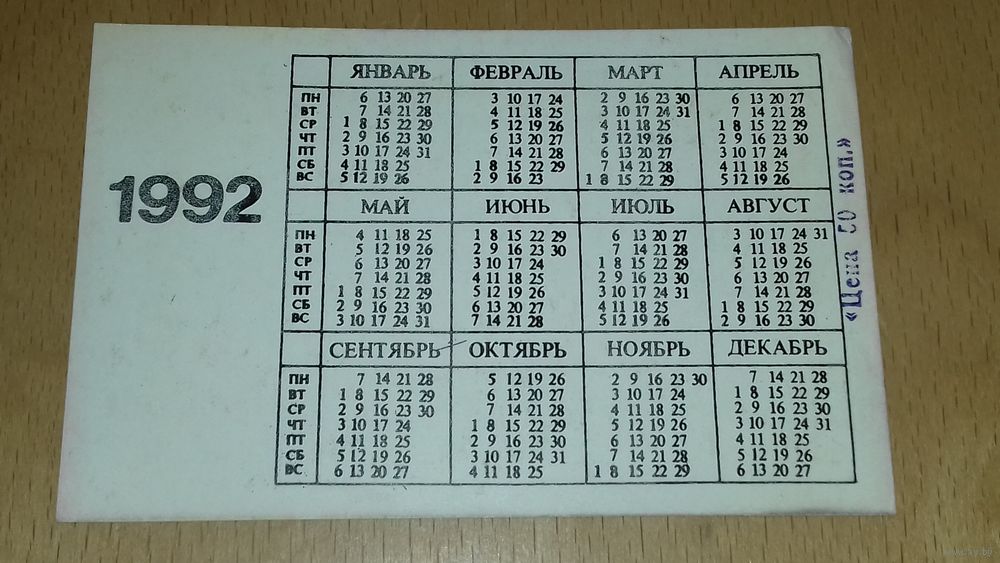 1992
ЯНВАРЬ ФЕВРАЛЬ МАРТ АПРЕЛЬ
ПН 6 13 20 27 3 10 17 24 2 9 16 23 30 6 13 20 27
ВТ 7 14 21 28 4 11 18 25 3 10 17 24 31 7 14 21 28
СР 1 8 15 22 29 5 12 19 26 4 11 18 25 1 8 15 22 29
ЧТ 2 9 16 23 30 6 13 20 27 5 12 19 26 2 9 16 23 30
ПТ 3 10 17 24 31 7 14 21 28 6 13 20 27 3 10 17 24
СБ 4 11 18 25 1 8 15 22 29 7 14 21 28 4 11 18 25
ВС 5 12 19 26 2 9 16 23 1 8 15 22 29 5 12 19 26
МАЙ ИЮНЬ ИЮЛЬ АВГУСТ
ПН 4 11 18 25 1 8 15 22 29 6 13 20 27 3 10 17 24 31
ВТ 5 12 19 26 2 9 16 23 30 7 14 21 28 4 11 18 25
СР 6 13 20 27 3 10 17 24 1 8 15 22 29 5 12 19 26
ЧТ 7 14 21 28 4 11 18 25 2 9 16 23 30 6 13 20 27
ПТ 1 8 15 22 29 5 12 19 26 3 10 17 24 31 7 14 21 28
СБ 2 9 16 23 30 6 13 20 27 4 11 18 25 1 8 15 22 29
ВС 3 10 17 24 31 7 14 21 28 5 12 19 26 2 9 16 23 30
СЕНТЯБРЬ ОКТЯБРЬ НОЯБРЬ ДЕКАБРЬ
ПН 7 14 21 28 5 12 19 26 2 9 16 23 30 7 14 21 28
ВТ 1 8 15 22 29 6 13 20 27 3 10 17 24 1 8 15 22 29
СР 2 9 16 23 30 7 14 21 28 4 11 18 25 2 9 16 23 30
ЧТ 3 10 17 24 1 8 15 22 29 5 12 19 26 3 10 17 24 31
ПТ 4 11 18 25 2 9 16 23 30 6 13 20 27 4 11 18 25
СБ 5 12 19 26 3 10 17 24 31 7 14 21 28 5 12 19 26
ВС 6 13 20 27 4 11 18 25 1 8 15 22 29 6 13 20 27
«Цена 50 коп.»